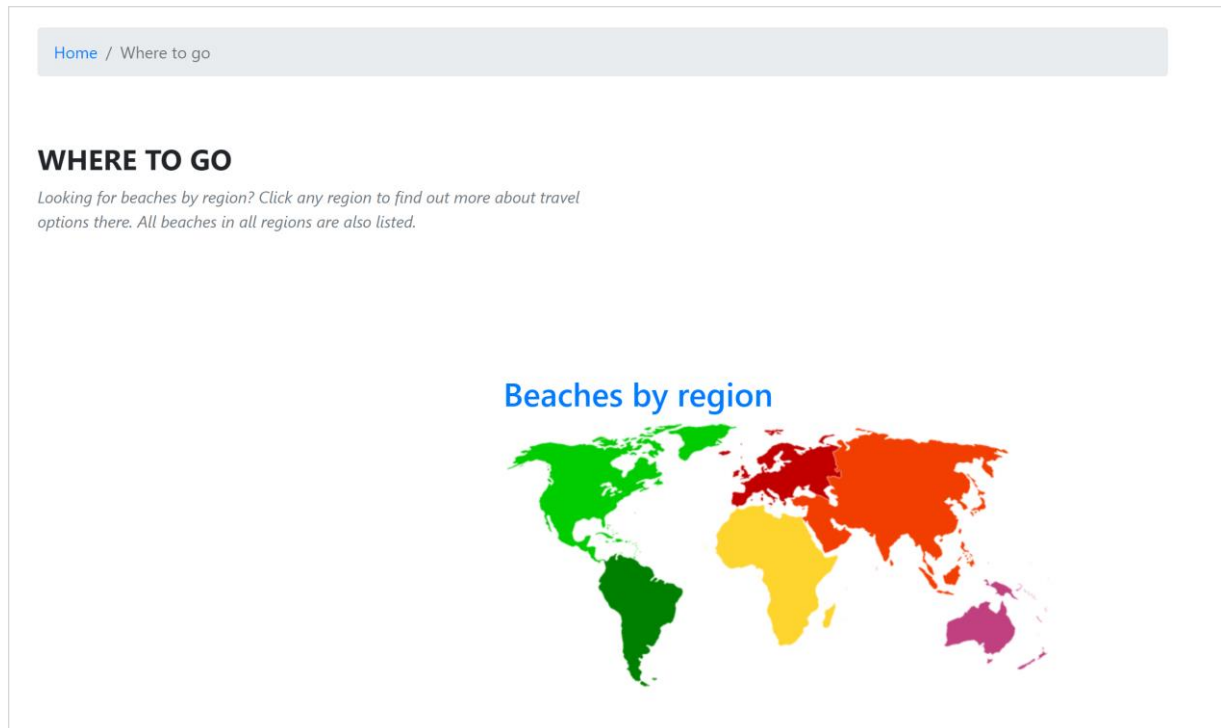 Home / Where to go
WHERE TO GO
Looking for beaches by region? Click any region to find out more about travel
options there. All beaches in all regions are also listed.
Beaches by region